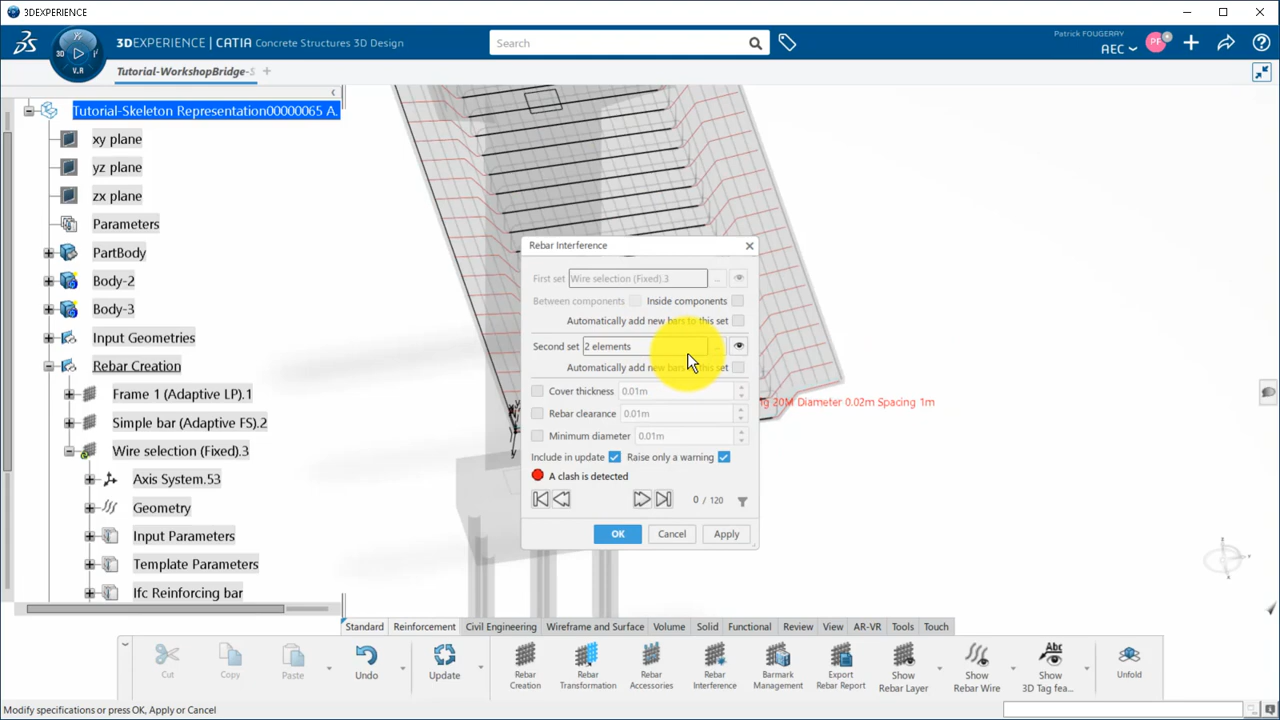 3DEXPERIENCE
3DEXPERIENCE | CATIA Concrete Structures 3D Design
Search
Patrick FOUGERAY
AEC
PF
3D
V.R
Tutorial-WorkshopBridge-S
Tutorial-Skeleton Representation00000065 A.
xy plane
yz plane
zx plane
Parameters
PartBody
Body-2
Body-3
Input Geometries
Rebar Creation
Frame 1 (Adaptive LP).1
Simple bar (Adaptive FS).2
Wire selection (Fixed).3
Axis System.53
Geometry
Input Parameters
Template Parameters
Ifc Reinforcing bar
Rebar Interference
First set Wire selection (Fixed).3 ...
Between components Inside components
Automatically add new bars to this set
Second set 2 elements
Automatically add new bars to this set
Cover thickness 0.01m
Rebar clearance 0.01m
Minimum diameter 0.01m
Include in update Raise only a warning
A clash is detected
0 / 120
OK Cancel Apply
20M Diameter 0.02m Spacing 1m
Standard Reinforcement Civil Engineering Wireframe and Surface Volume Solid Functional Review View AR-VR Tools Touch
Cut
Copy
Paste
Undo
Update
Rebar Creation
Rebar Transformation
Rebar Accessories
Rebar Interference
Barmark Management
Export Rebar Report
Show Rebar Layer
Show Rebar Wire
Abc
Show 3D Tag fea...
Unfold
Modify specifications or press OK, Apply or Cancel